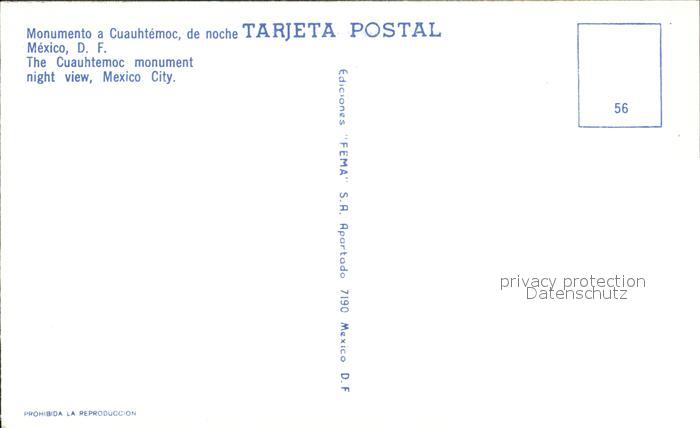 Monumento a Cuauhtémoc, de noche
México, D. F.
The Cuauhtemoc monument
night view, Mexico City.
TARJETA POSTAL
56
Ediciones "FEMA" S.A. Apartado 7190 Mexico D.F
privacy protection
Datenschutz
PROHIBIDA LA REPRODUCCION